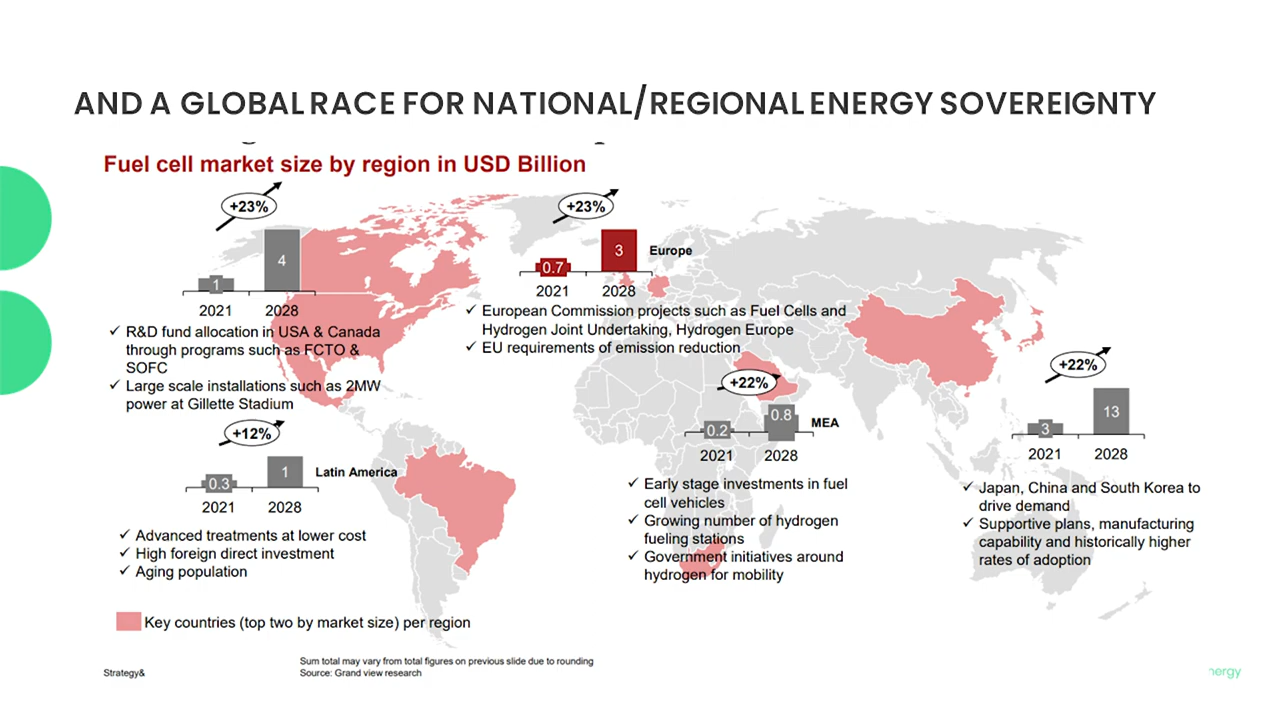 AND A GLOBAL RACE FOR NATIONAL/REGIONAL ENERGY SOVEREIGNTY
Fuel cell market size by region in USD Billion
+23%
1
4
2021 2028
✓ R&D fund allocation in USA & Canada
through programs such as FCTO &
SOFC
✓ Large scale installations such as 2MW
power at Gillette Stadium
+23%
0.7
3
Europe
2021 2028
✓ European Commission projects such as Fuel Cells and
Hydrogen Joint Undertaking, Hydrogen Europe
✓ EU requirements of emission reduction
+12%
0.3
1
Latin America
2021 2028
✓ Advanced treatments at lower cost
✓ High foreign direct investment
✓ Aging population
+22%
0.2
0.8
MEA
2021 2028
✓ Early stage investments in fuel
cell vehicles
✓ Growing number of hydrogen
fueling stations
✓ Government initiatives around
hydrogen for mobility
+22%
3
13
2021 2028
✓ Japan, China and South Korea to
drive demand
✓ Supportive plans, manufacturing
capability and historically higher
rates of adoption
Key countries (top two by market size) per region
Strategy&
Sum total may vary from total figures on previous slide due to rounding
Source: Grand view research